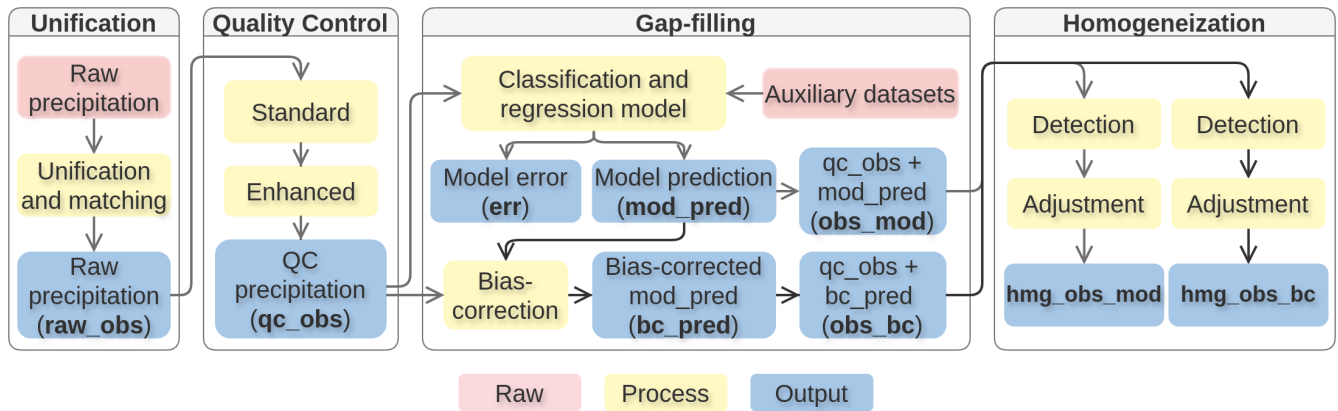 Unification
Raw
precipitation
Unification
and matching
Raw
precipitation
(raw_obs)
Quality Control
Standard
Enhanced
QC
precipitation
(qc_obs)
Gap-filling
Classification and
regression model
Auxiliary datasets
Model error
(err)
Model prediction
(mod_pred)
qc_obs +
mod_pred
(obs_mod)
Bias-
correction
Bias-corrected
mod_pred
(bc_pred)
qc_obs +
bc_pred
(obs_bc)
Homogeneization
Detection
Adjustment
hmg_obs_mod
Detection
Adjustment
hmg_obs_bc
Raw
Process
Output